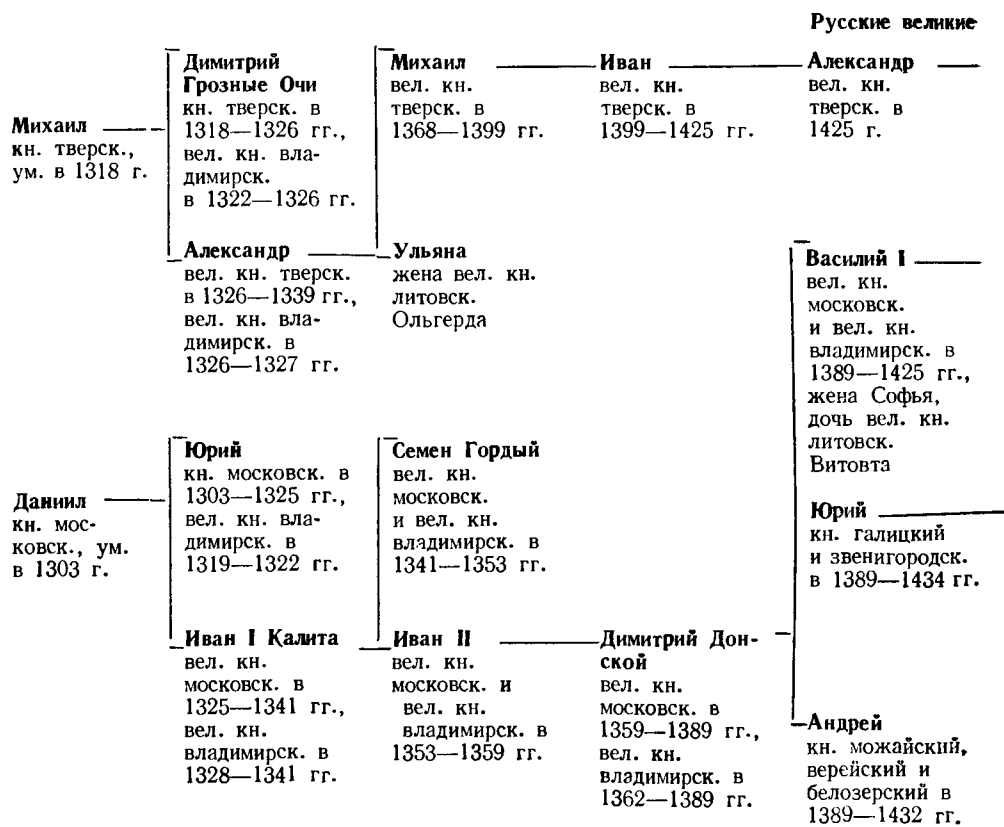 Русские великие
Михаил
кн. тверск.,
ум. в 1318 г.
Димитрий
Грозные Очи
кн. тверск. в
1318—1326 гг.,
вел. кн. вла-
димирск.
в 1322—1326 гг.
Александр
вел. кн. тверск.
в 1326—1339 гг.,
вел. кн. вла-
димирск. в
1326—1327 гг.
Михаил
вел. кн.
тверск. в
1368—1399 гг.
Ульяна
жена вел. кн.
литовск.
Ольгерда
Иван
вел. кн.
тверск. в
1399—1425 гг.
Александр
вел. кн.
тверск. в
1425 г.
Даниил
кн. мос-
ковск., ум.
в 1303 г.
Юрий
кн. московск. в
1303—1325 гг.,
вел. кн. вла-
димирск. в
1319—1322 гг.
Иван I Калита
вел. кн.
московск. в
1325—1341 гг.,
вел. кн.
владимирск. в
1328—1341 гг.
Семен Гордый
вел. кн.
московск.
и вел. кн.
владимирск. в
1341—1353 гг.
Иван II
вел. кн.
московск. и
вел. кн.
владимирск. в
1353—1359 гг.
Димитрий Дон-
ской
вел. кн.
московск. в
1359—1389 гг.,
вел. кн.
владимирск. в
1362—1389 гг.
Василий I
вел. кн.
московск.
и вел. кн.
владимирск. в
1389—1425 гг.,
жена Софья,
дочь вел. кн.
литовск.
Витовта
Юрий
кн. галицкий
и звенигородск.
в 1389—1434 гг.
Андрей
кн. можайский,
верейский и
белозерский в
1389—1432 гг.